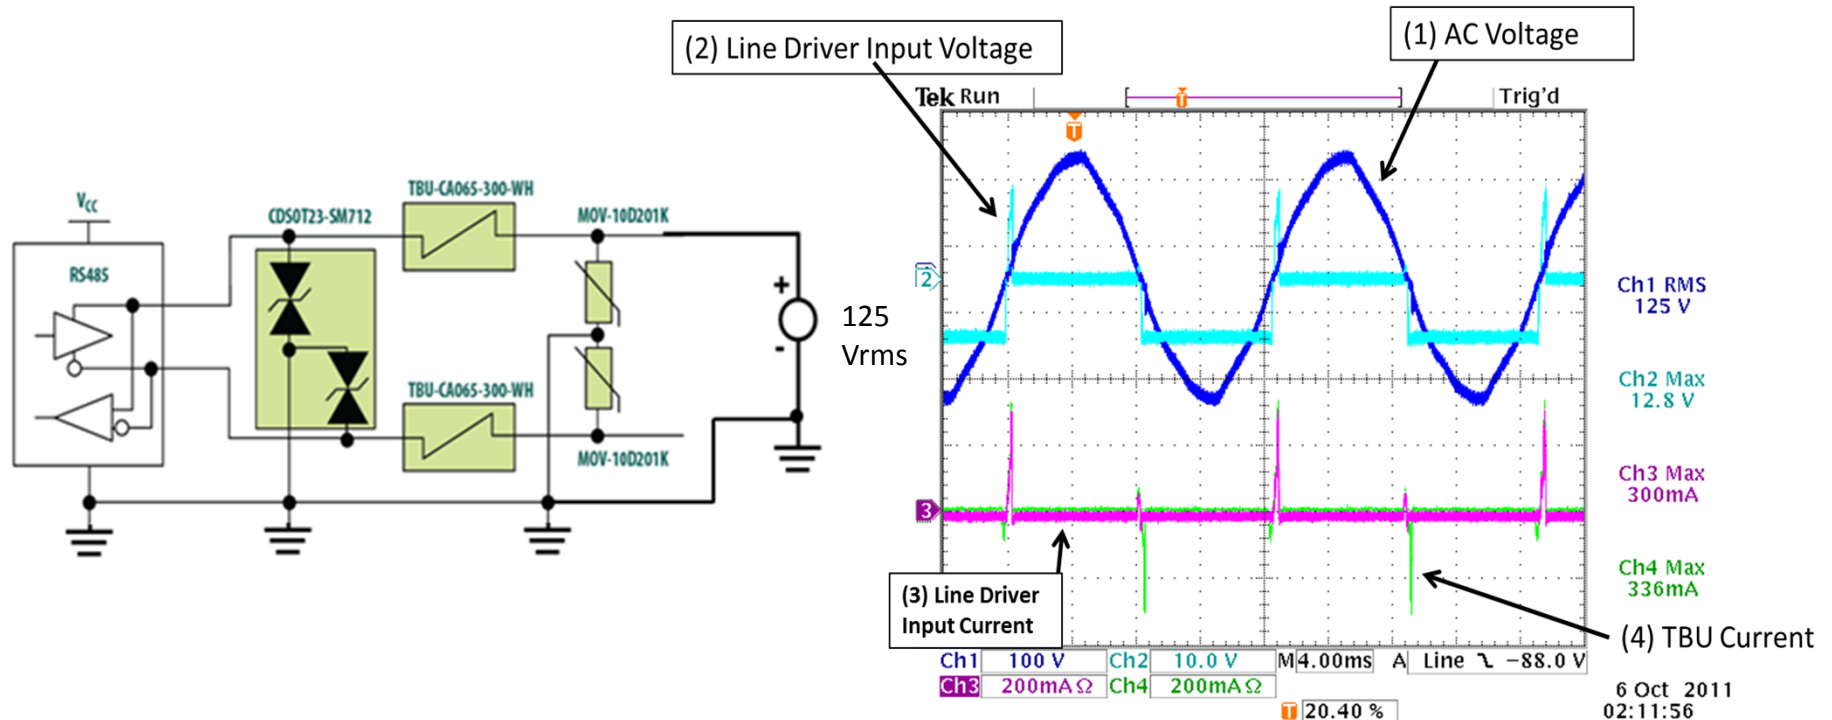 (2) Line Driver Input Voltage
(1) AC Voltage
Tek Run
Trig'd
T
T
VCC
RS485
CDSOT23-SM712
TBU-CA065-300-WH
MOV-10D201K
+
-
125
Vrms
TBU-CA065-300-WH
MOV-10D201K
2
3
Ch1 RMS
125 V
Ch2 Max
12.8 V
Ch3 Max
300mA
Ch4 Max
336mA
(3) Line Driver
Input Current
(4) TBU Current
Ch1 100 V Ch2 10.0 V M 4.00ms A Line -88.0 V
Ch3 200mAΩ Ch4 200mAΩ
T 20.40 %
6 Oct 2011
02:11:56